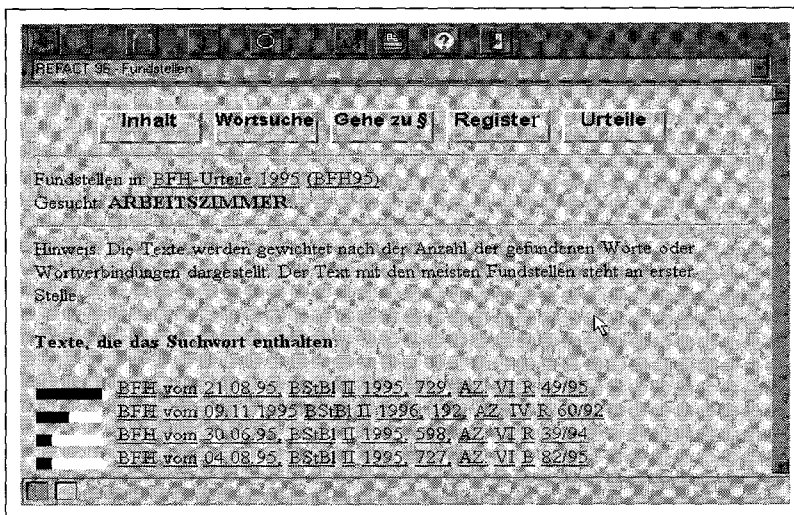 REFACT 95 - Fundstellen
Inhalt Wortsuche Gehe zu § Register Urteile
Fundstellen in: BFH-Urteile 1995 (BFH95)
Gesucht: ARBEITSZIMMER
Hinweis: Die Texte werden gewichtet nach der Anzahl der gefundenen Worte oder
Wortverbindungen dargestellt. Der Text mit den meisten Fundstellen steht an erster
Stelle.
Texte, die das Suchwort enthalten:
BFH vom 21.08.95, BStBl II 1995, 729, AZ VI R 49/95
BFH vom 09.11.1995 BStBl II 1996, 192, AZ IV R 60/92
BFH vom 30.06.95, BStBl II 1995, 598, AZ VI R 39/94
BFH vom 04.08.95, BStBl II 1995, 727, AZ VI B 82/95